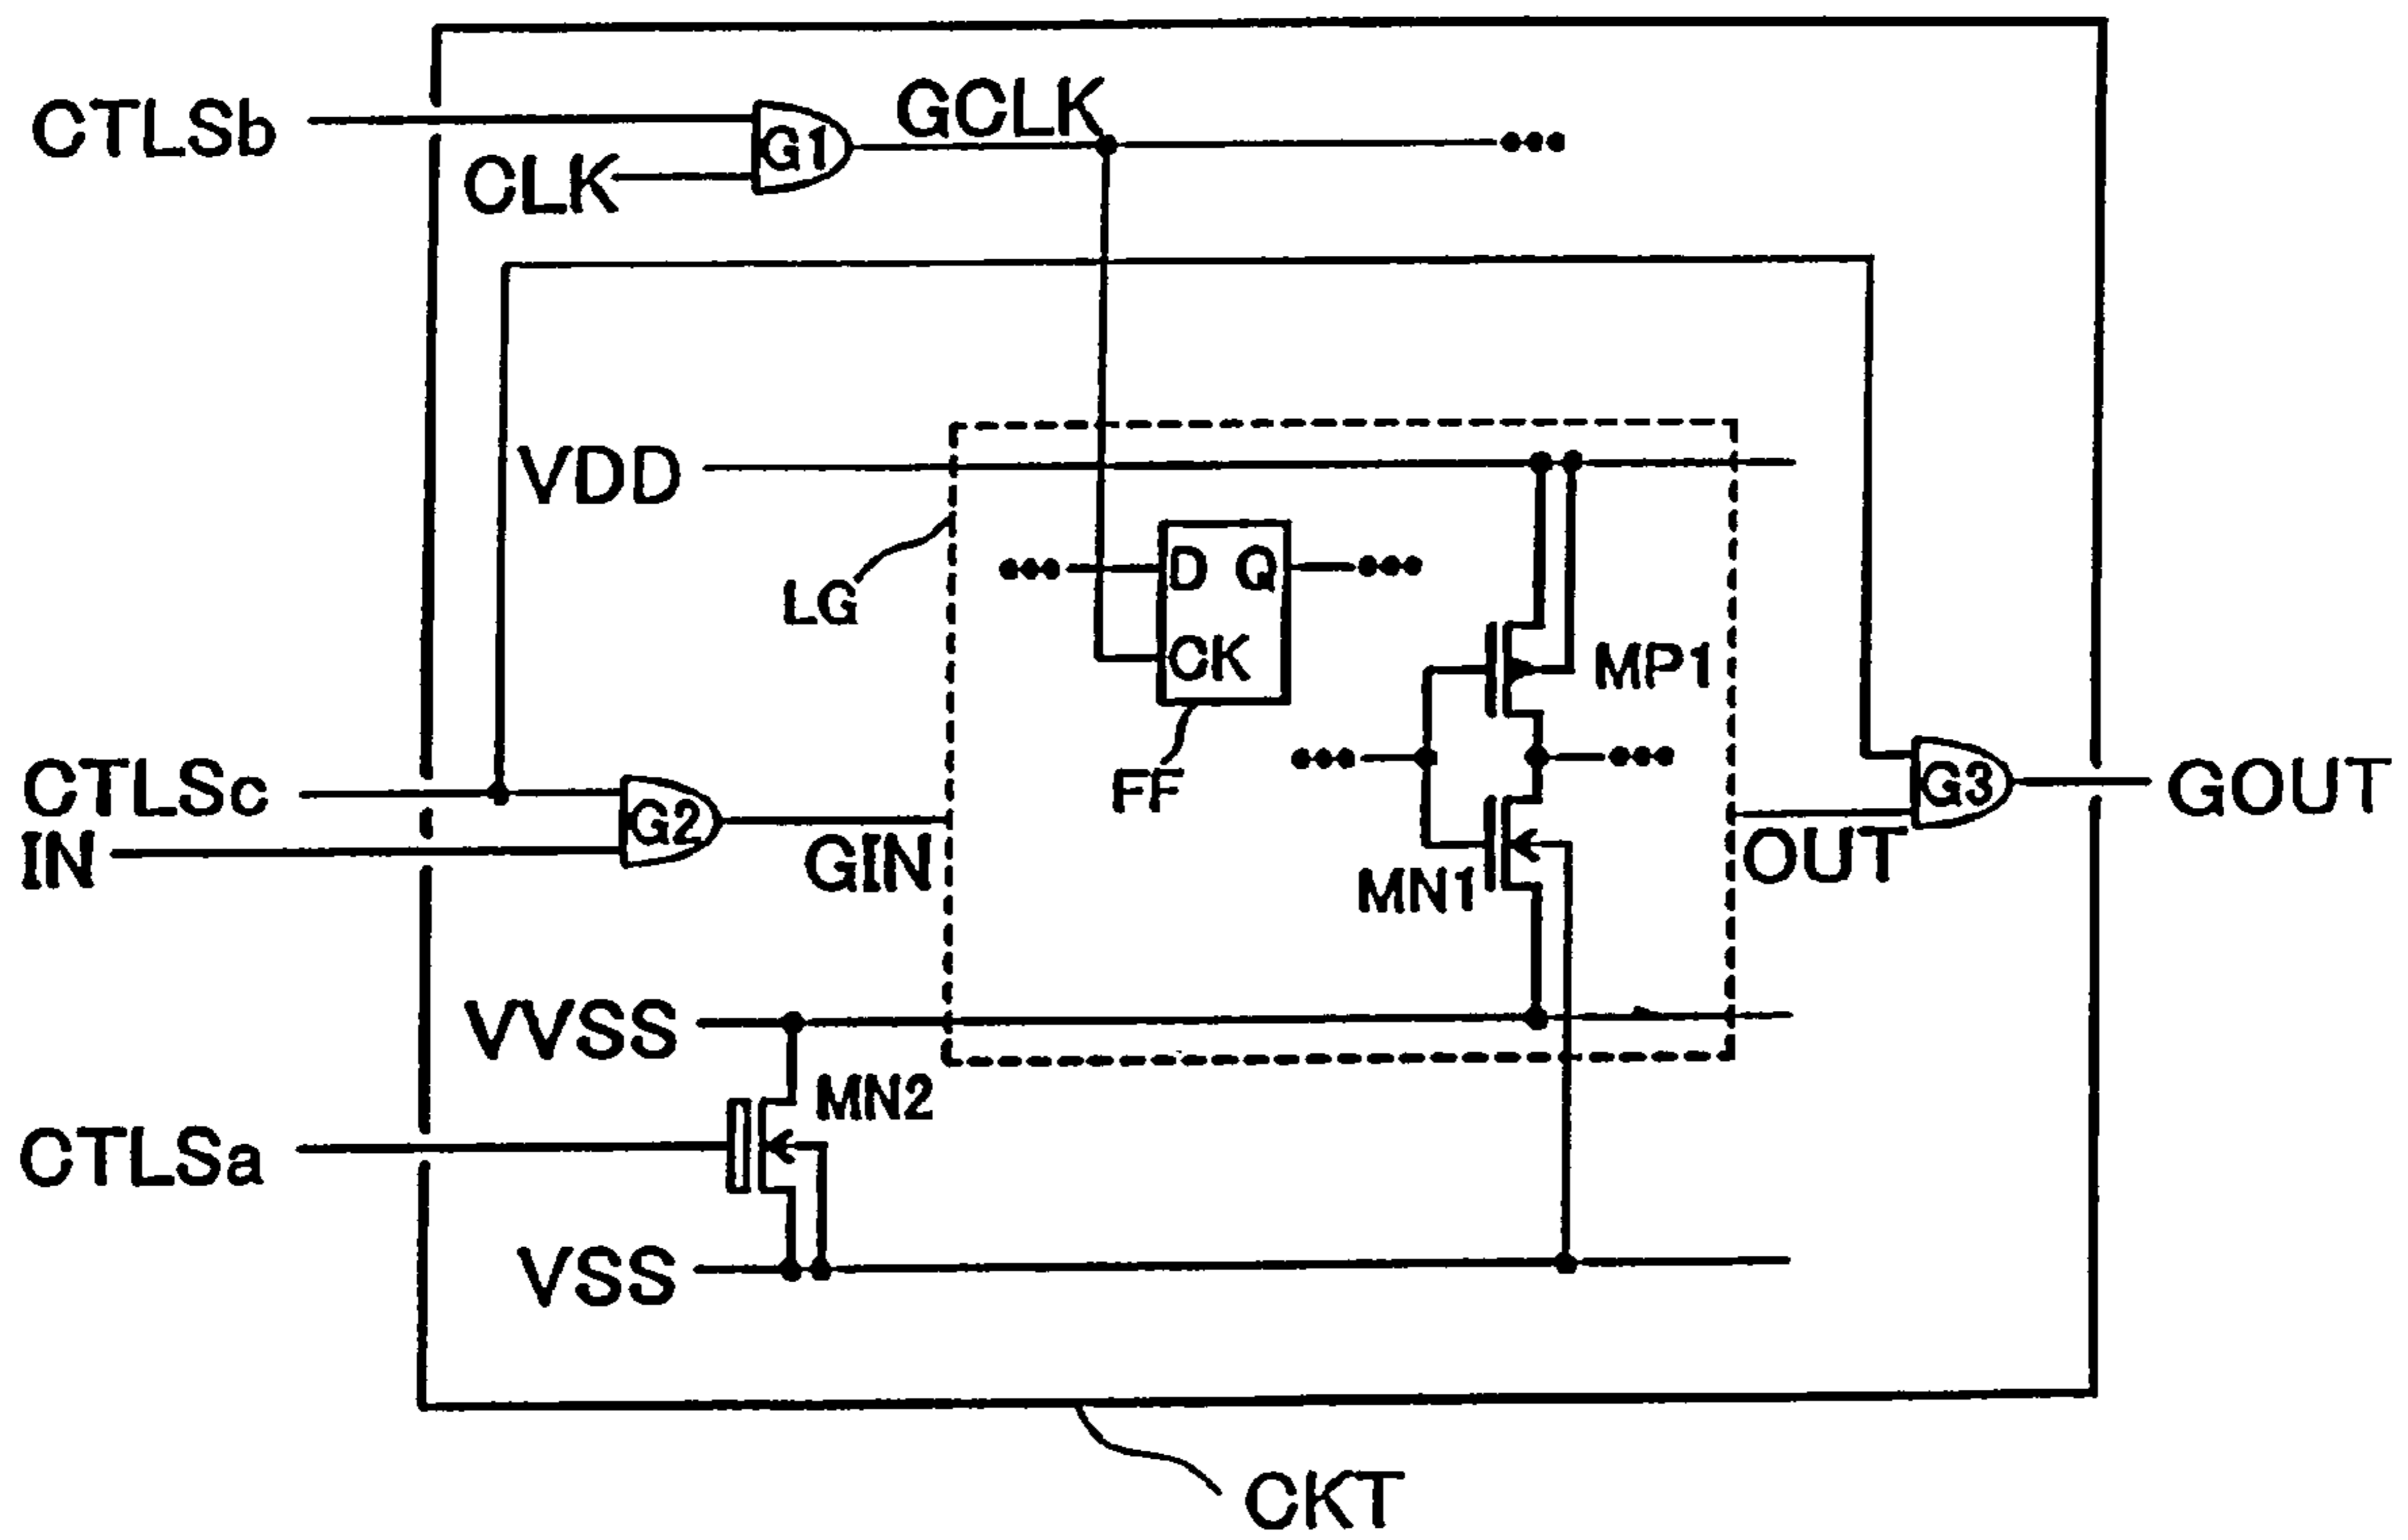 CTLSb
G1
GCLK
CLK
VDD
LG
D Q
CK
MP1
FF
CTLSc
G2
G3
GOUT
IN
GIN
OUT
MN1
VVSS
MN2
CTLSa
VSS
CKT